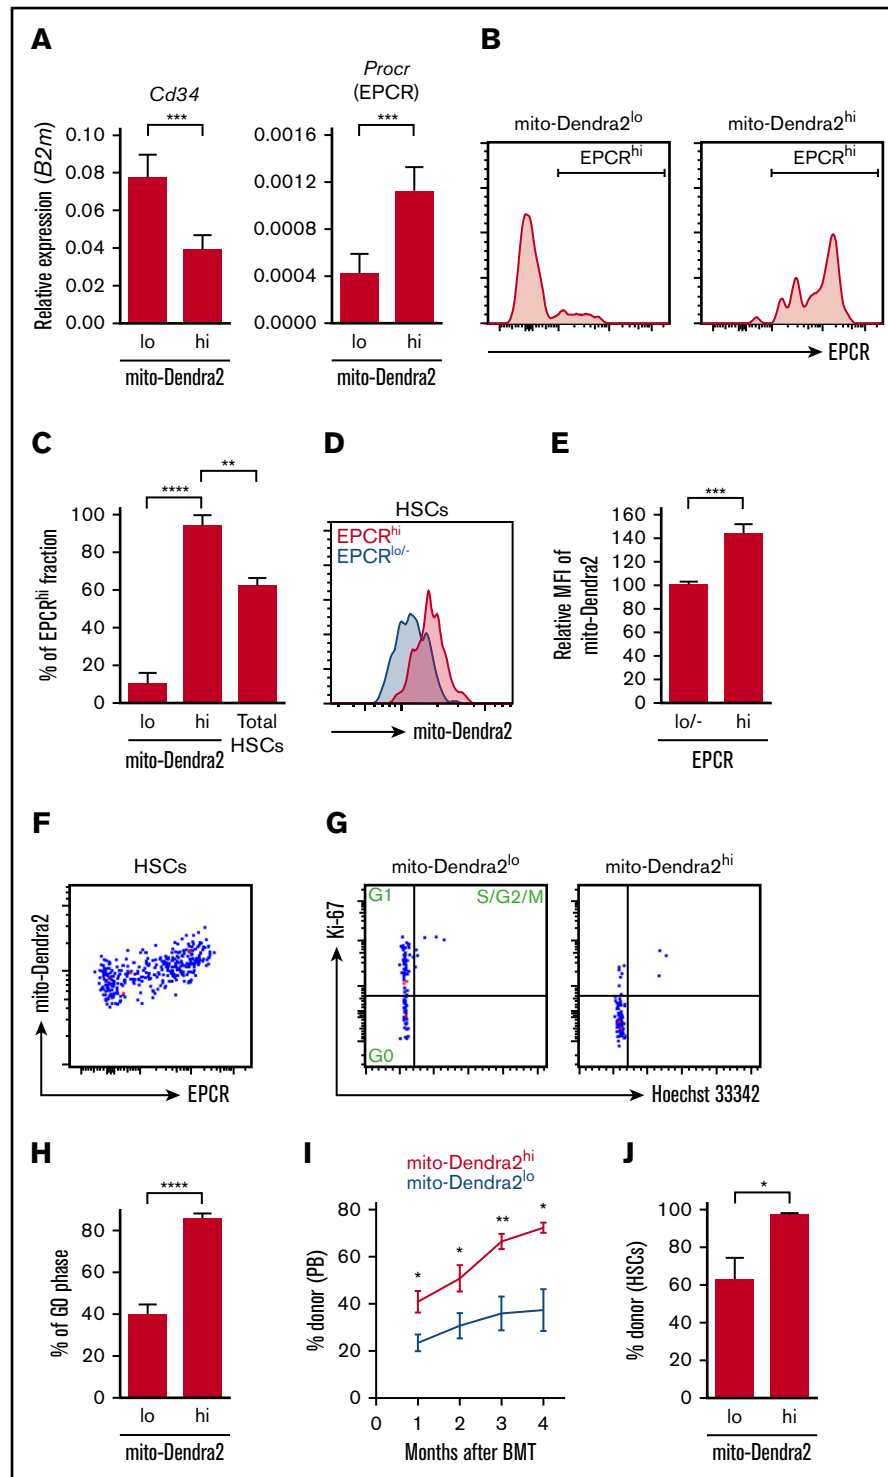 A
Cd34
***
Relative expression (B2m)
0.10
0.08
0.06
0.04
0.02
0.00
lo hi
mito-Dendra2
Procr
(EPCR)
***
0.0016
0.0012
0.0008
0.0004
0.0000
lo hi
mito-Dendra2
B
mito-Dendra2lo
EPCRhi
mito-Dendra2hi
EPCRhi
EPCR
C
**
****
% of EPCRhi fraction
100
80
60
40
20
0
lo hi Total
HSCs
mito-Dendra2
D
HSCs
EPCRhi
EPCRlo/-
mito-Dendra2
E
***
Relative MFI of
mito-Dendra2
160
140
120
100
80
60
40
20
0
lo/- hi
EPCR
F
HSCs
mito-Dendra2
EPCR
G
mito-Dendra2lo
mito-Dendra2hi
Ki-67
G1
S/G2/M
G0
Hoechst 33342
H
****
% of G0 phase
80
60
40
20
0
lo hi
mito-Dendra2
I
mito-Dendra2hi
mito-Dendra2lo
% donor (PB)
80
60
40
20
0
* * ** *
0 1 2 3 4
Months after BMT
J
*
% donor (HSCs)
100
80
60
40
20
0
lo hi
mito-Dendra2